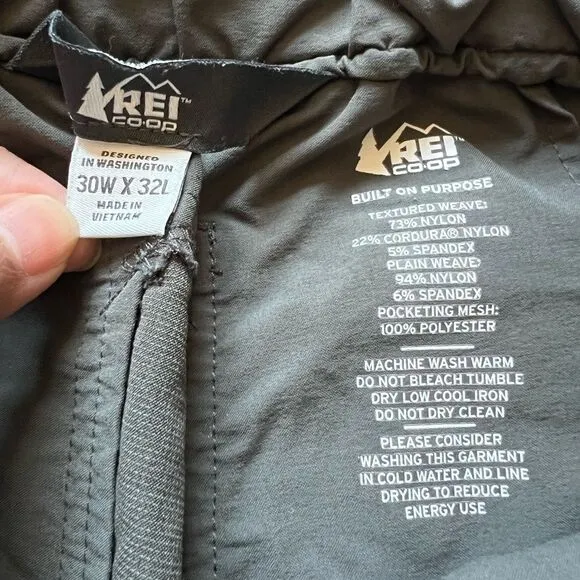 REI™
CO·OP
DESIGNED
IN WASHINGTON
30W X 32L
MADE IN
VIETNAM
REI™
CO·OP
BUILT ON PURPOSE
TEXTURED WEAVE:
73% NYLON
22% CORDURA® NYLON
5% SPANDEX
PLAIN WEAVE:
94% NYLON
6% SPANDEX
POCKETING MESH:
100% POLYESTER
MACHINE WASH WARM
DO NOT BLEACH TUMBLE
DRY LOW COOL IRON
DO NOT DRY CLEAN
PLEASE CONSIDER
WASHING THIS GARMENT
IN COLD WATER AND LINE
DRYING TO REDUCE
ENERGY USE